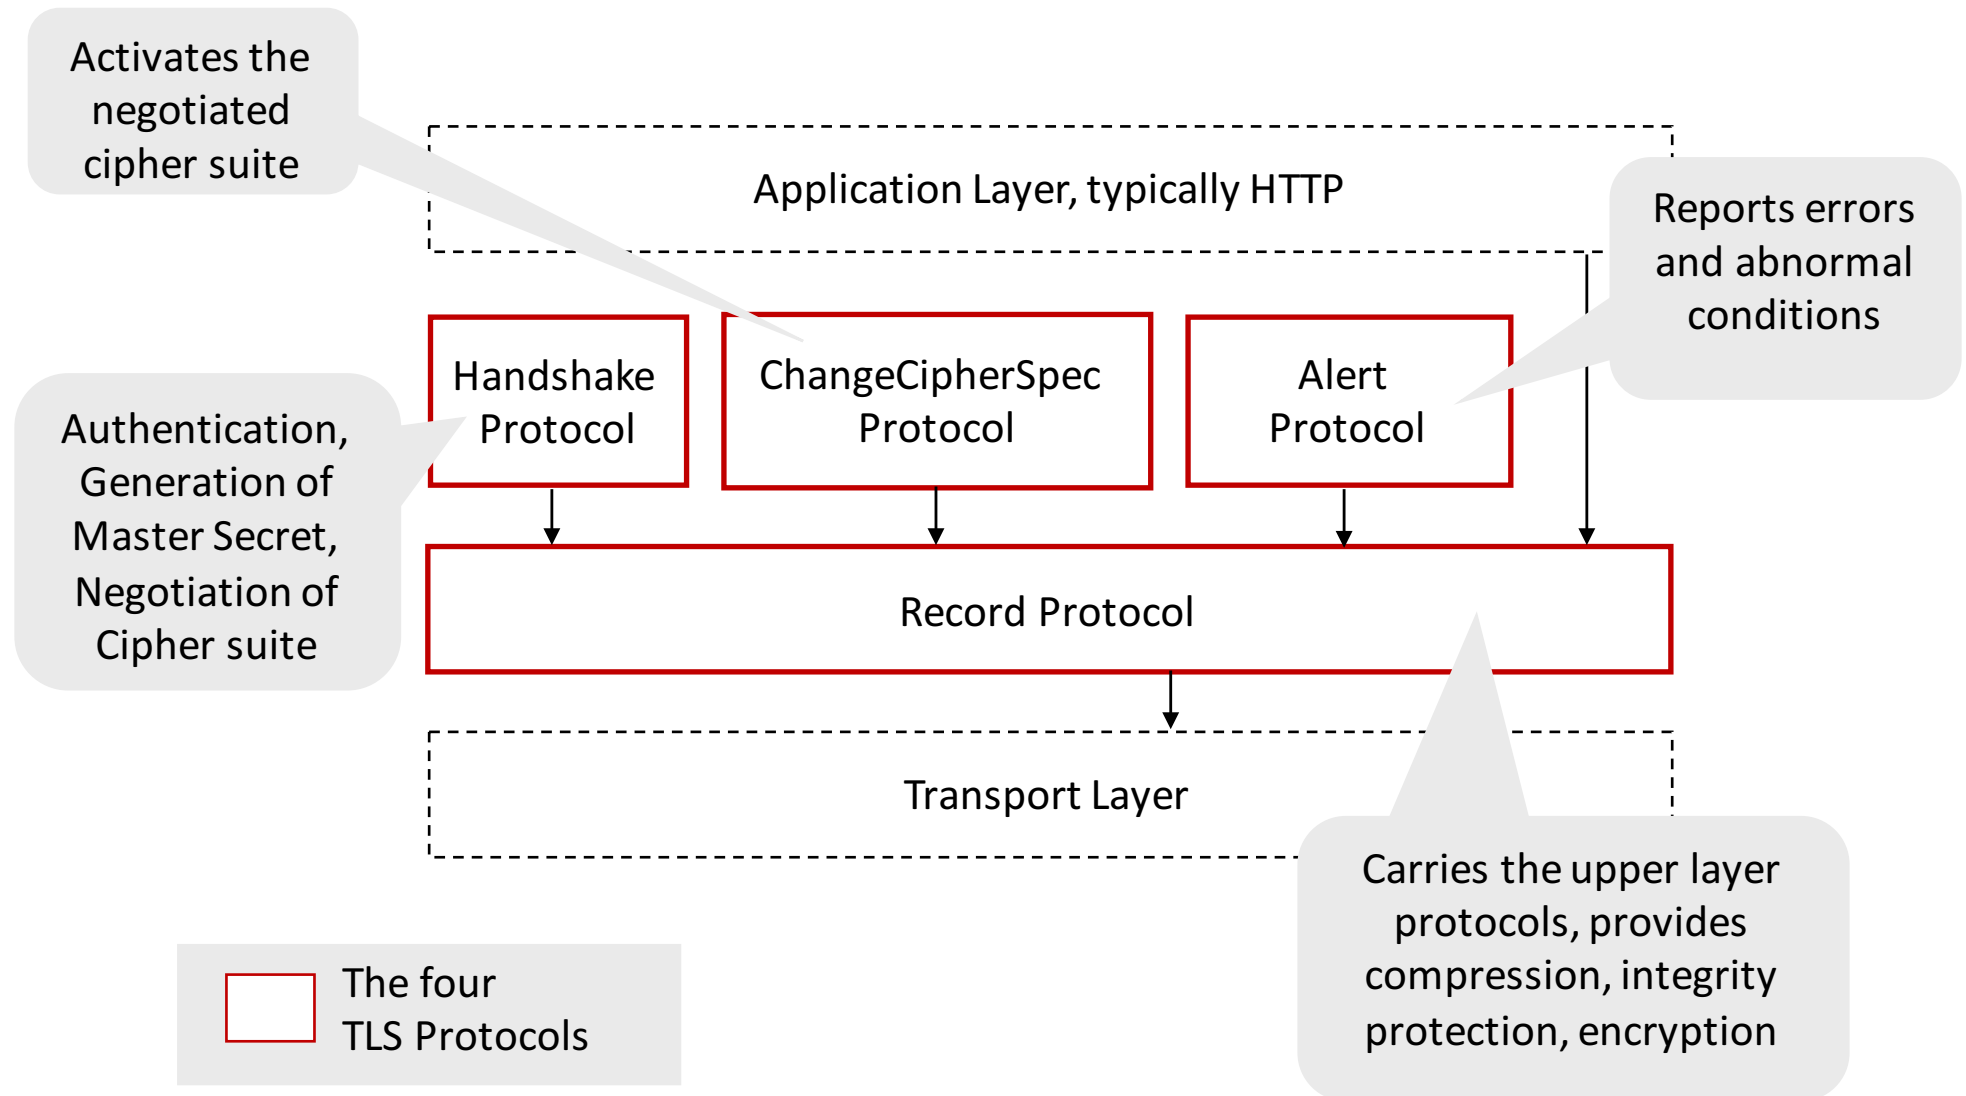 Activates the
negotiated
cipher suite
Application Layer, typically HTTP
Reports errors
and abnormal
conditions
Handshake
Protocol
ChangeCipherSpec
Protocol
Alert
Protocol
Authentication,
Generation of
Master Secret,
Negotiation of
Cipher suite
Record Protocol
Transport Layer
Carries the upper layer
protocols, provides
compression, integrity
protection, encryption
The four
TLS Protocols